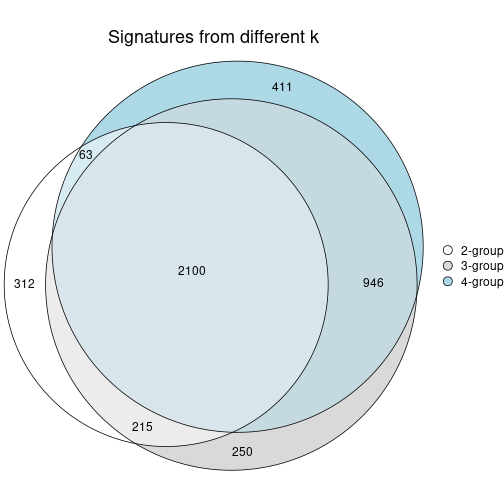 Signatures from different k
411
63
2100
312
946
215
250
2-group
3-group
4-group